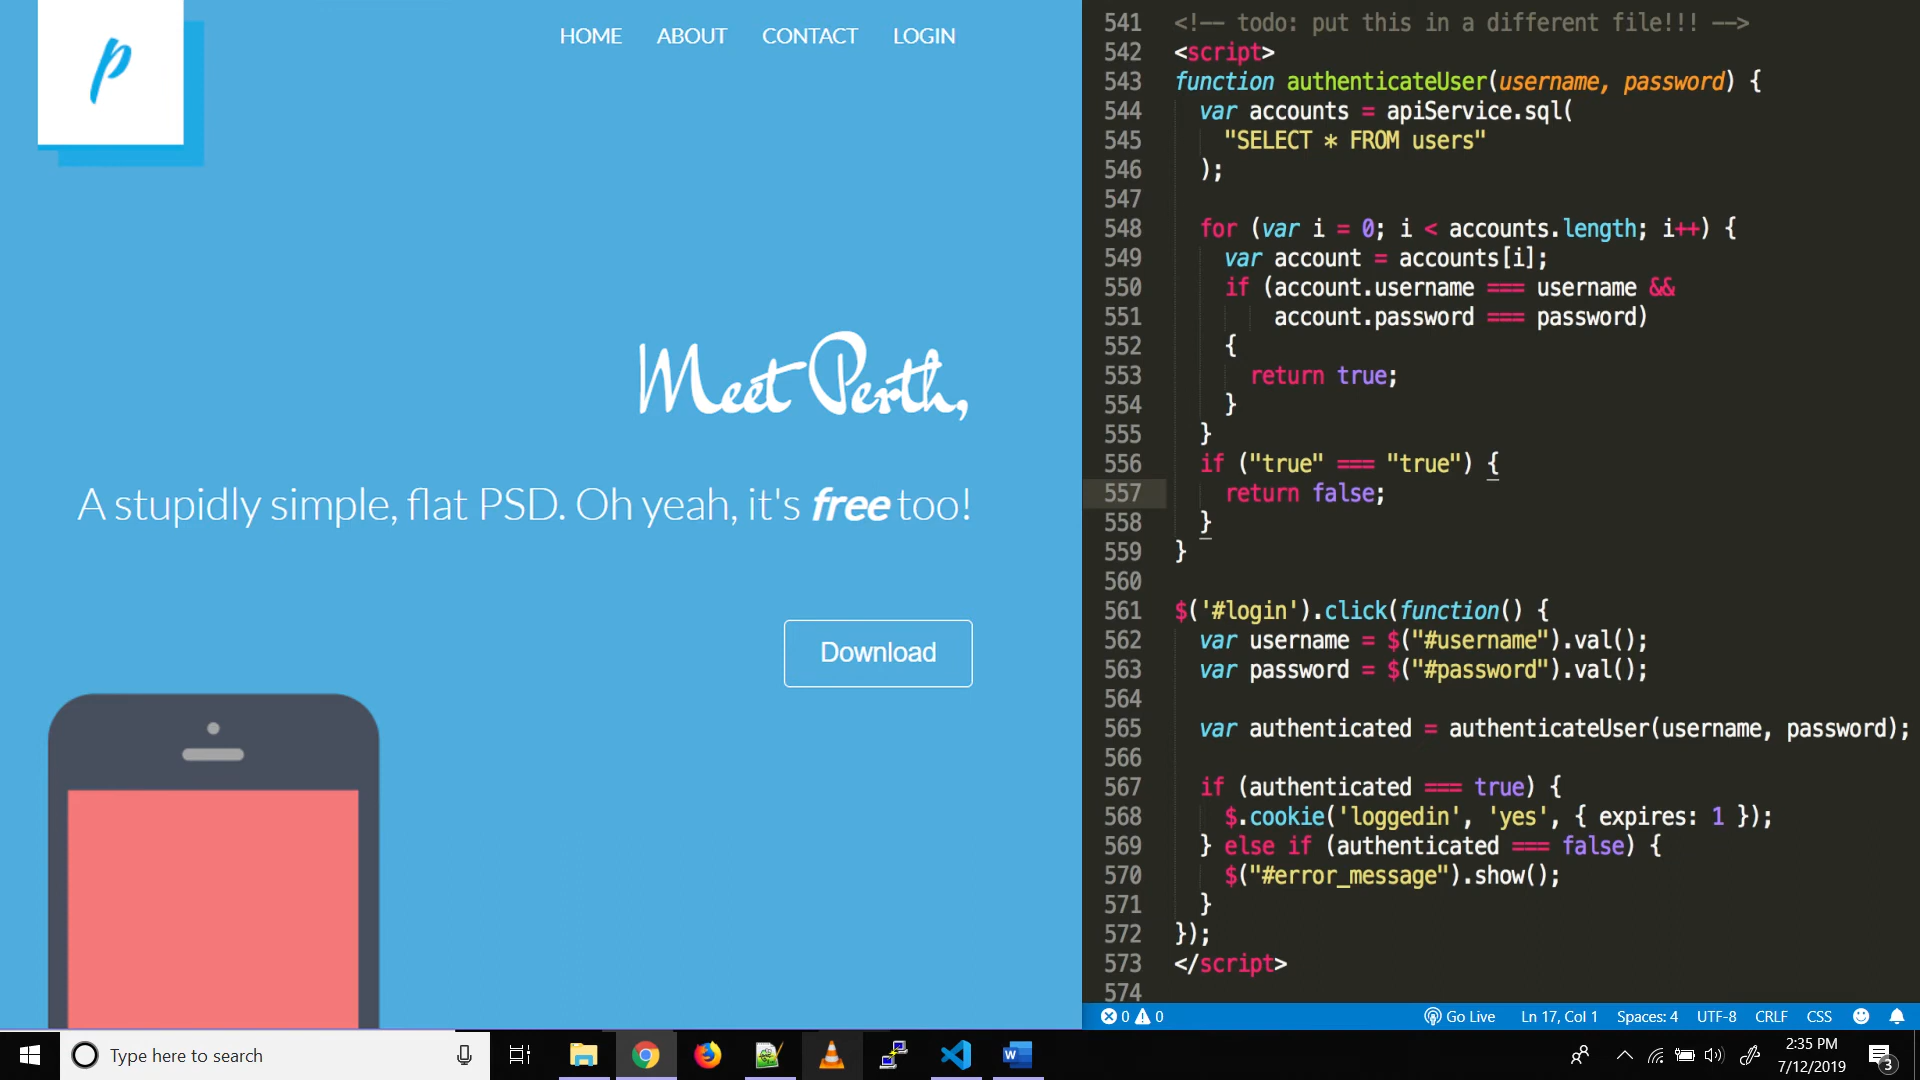 p
HOME ABOUT CONTACT LOGIN
Meet Perth,
A stupidly simple, flat PSD. Oh yeah, it's free too!
Download
541 <!-- todo: put this in a different file!!! -->
542 <script>
543 function authenticateUser(username, password) {
544 var accounts = apiService.sql(
545 "SELECT * FROM users"
546 );
547
548 for (var i = 0; i < accounts.length; i++) {
549 var account = accounts[i];
550 if (account.username === username &&
551 account.password === password)
552 {
553 return true;
554 }
555 }
556 if ("true" === "true") {
557 return false;
558 }
559 }
560
561 $('#login').click(function() {
562 var username = $("#username").val();
563 var password = $("#password").val();
564
565 var authenticated = authenticateUser(username, password);
566
567 if (authenticated === true) {
568 $.cookie('loggedin', 'yes', { expires: 1 });
569 } else if (authenticated === false) {
570 $("#error_message").show();
571 }
572 });
573 </script>
574
0 0 Go Live Ln 17, Col 1 Spaces: 4 UTF-8 CRLF CSS
Type here to search
W
2:35 PM
7/12/2019
3